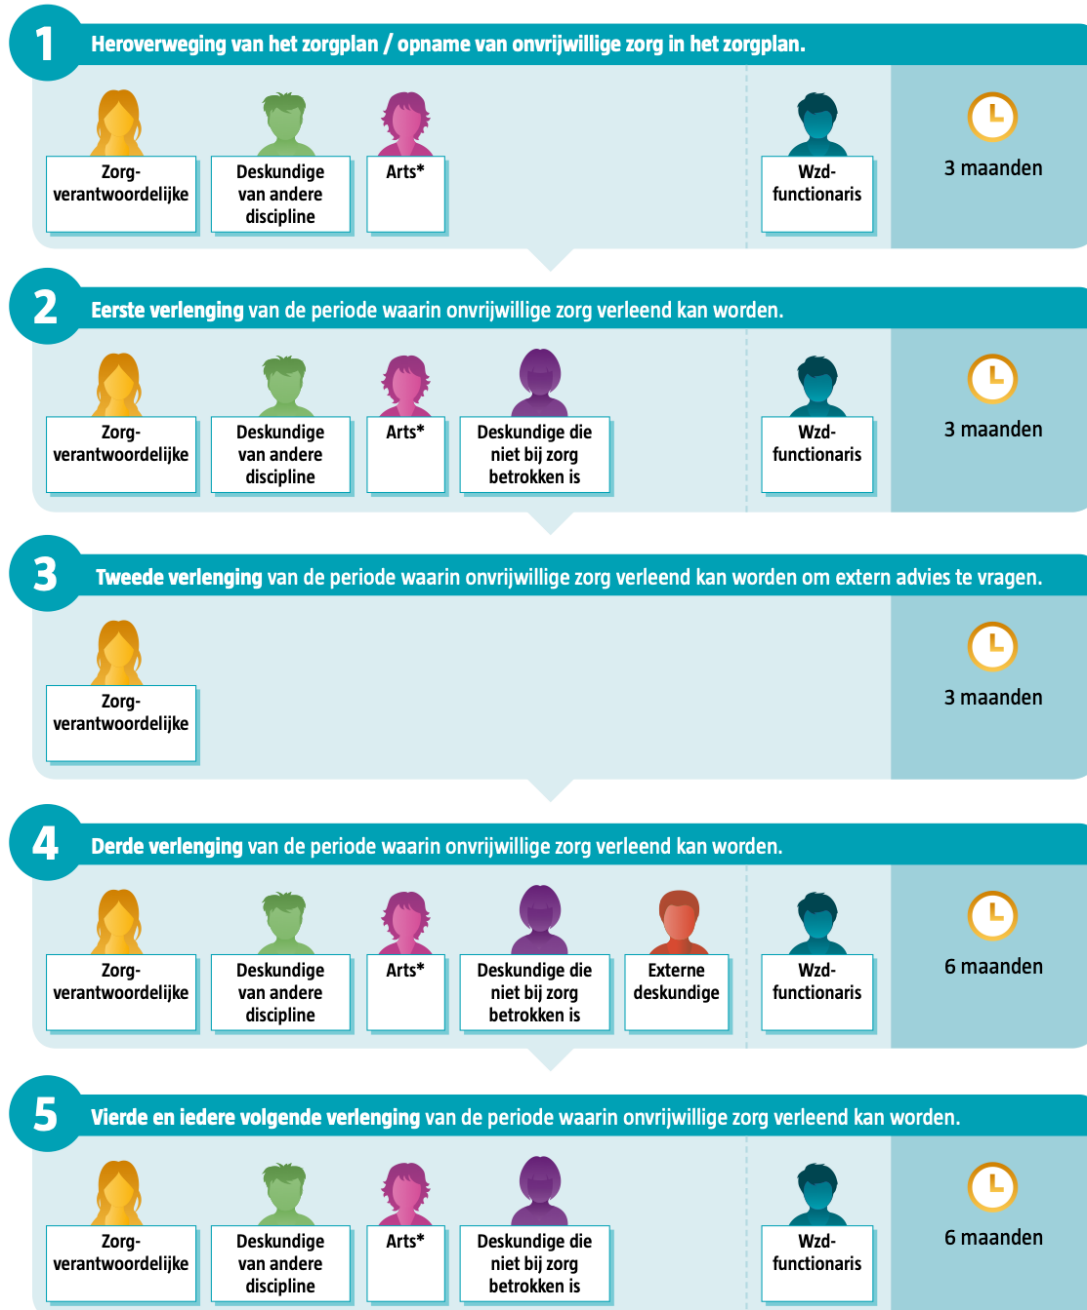 1
Heroverweging van het zorgplan / opname van onvrijwillige zorg in het zorgplan.
Zorg-
verantwoordelijke
Deskundige
van andere
discipline
Arts*
Wzd-
functionaris
3 maanden
2
Eerste verlenging van de periode waarin onvrijwillige zorg verleend kan worden.
Zorg-
verantwoordelijke
Deskundige
van andere
discipline
Arts*
Deskundige die
niet bij zorg
betrokken is
Wzd-
functionaris
3 maanden
3
Tweede verlenging van de periode waarin onvrijwillige zorg verleend kan worden om extern advies te vragen.
Zorg-
verantwoordelijke
3 maanden
4
Derde verlenging van de periode waarin onvrijwillige zorg verleend kan worden.
Zorg-
verantwoordelijke
Deskundige
van andere
discipline
Arts*
Deskundige die
niet bij zorg
betrokken is
Externe
deskundige
Wzd-
functionaris
6 maanden
5
Vierde en iedere volgende verlenging van de periode waarin onvrijwillige zorg verleend kan worden.
Zorg-
verantwoordelijke
Deskundige
van andere
discipline
Arts*
Deskundige die
niet bij zorg
betrokken is
Wzd-
functionaris
6 maanden